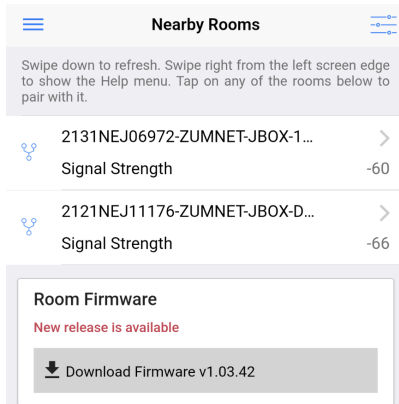 Nearby Rooms
Swipe down to refresh. Swipe right from the left screen edge
to show the Help menu. Tap on any of the rooms below to
pair with it.
2131NEJ06972-ZUMNET-JBOX-1...
Signal Strength -60
2121NEJ11176-ZUMNET-JBOX-D...
Signal Strength -66
Room Firmware
New release is available
Download Firmware v1.03.42